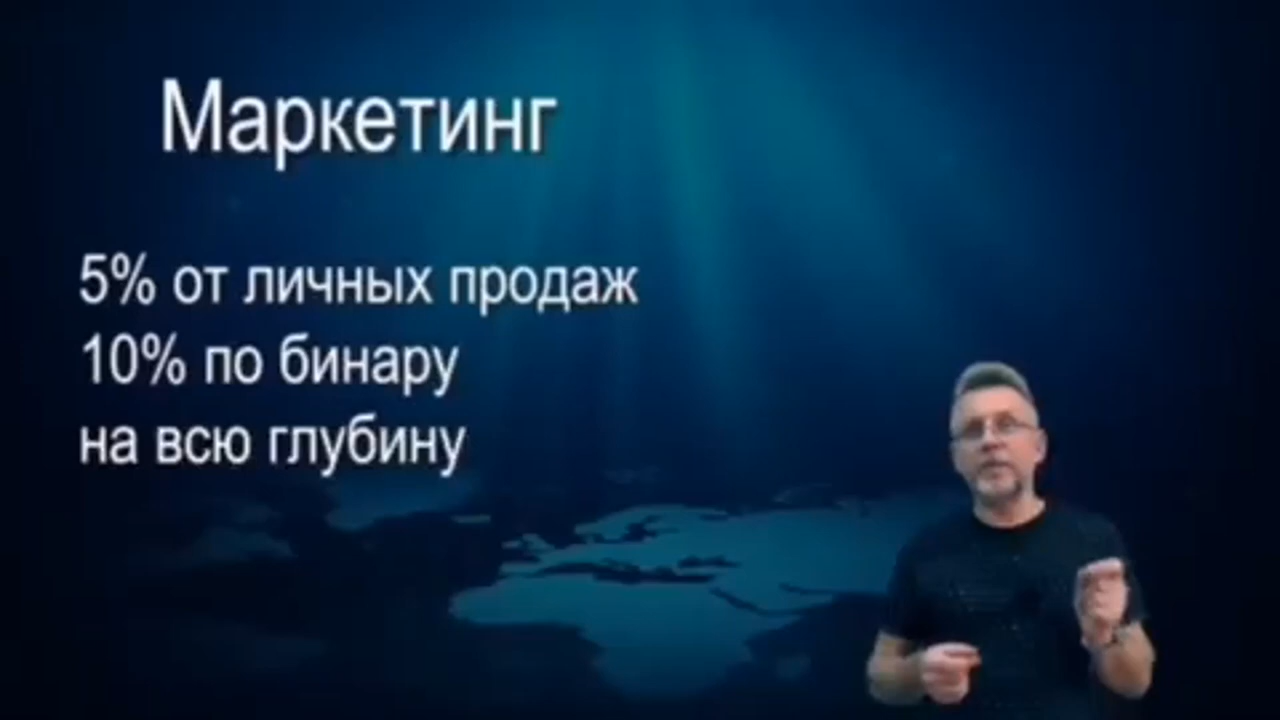 Маркетинг
5% от личных продаж
10% по бинару
на всю глубину